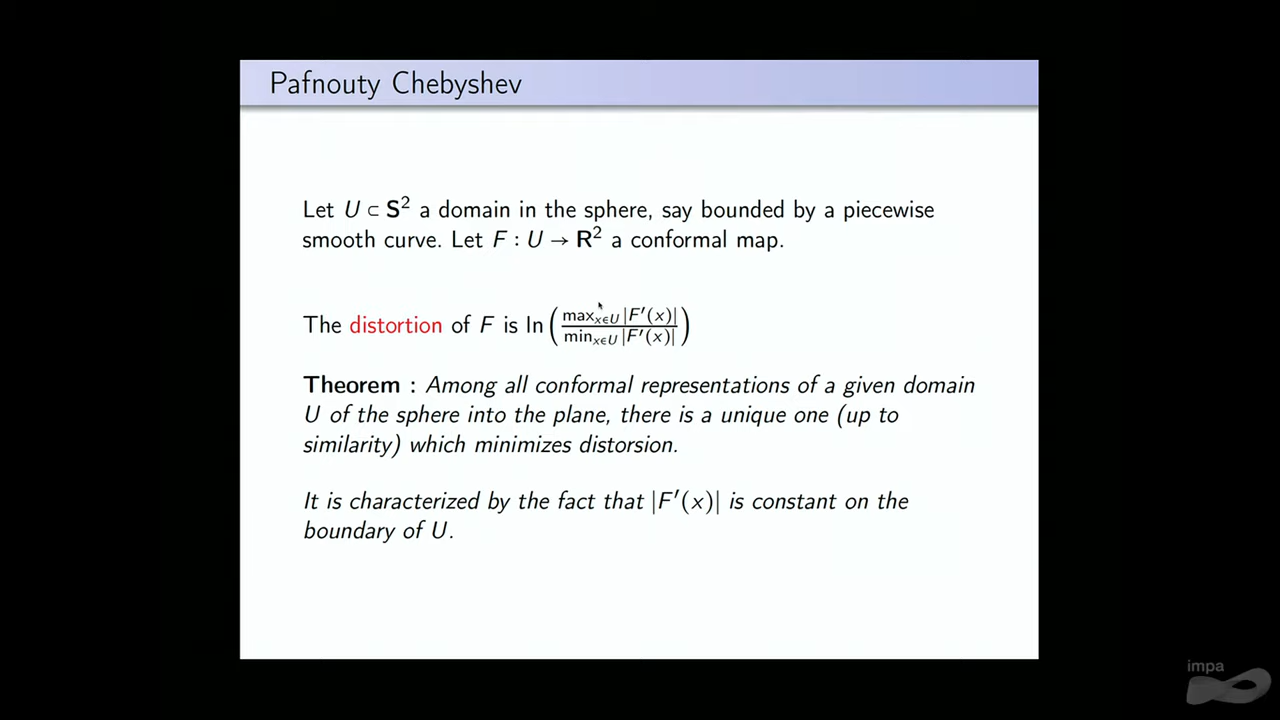 Pafnouty Chebyshev
Let U ⊂ S² a domain in the sphere, say bounded by a piecewise
smooth curve. Let F : U → R² a conformal map.
The distortion of F is ln(max_{x∈U}|F′(x)| / min_{x∈U}|F′(x)|)
Theorem : Among all conformal representations of a given domain
U of the sphere into the plane, there is a unique one (up to
similarity) which minimizes distorsion.
It is characterized by the fact that |F′(x)| is constant on the
boundary of U.
impa